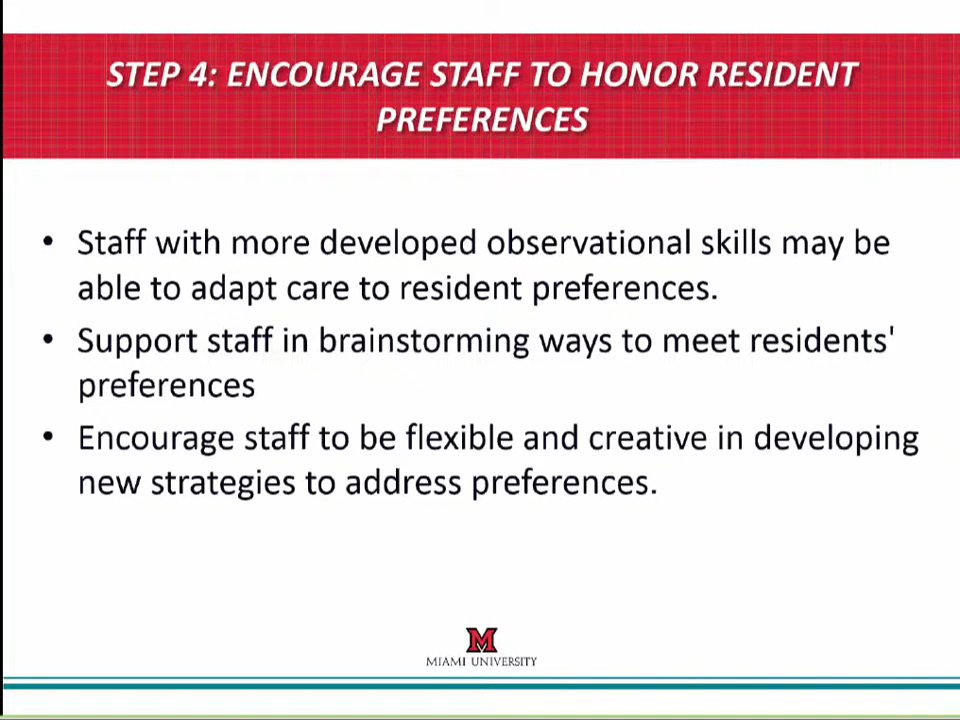 STEP 4: ENCOURAGE STAFF TO HONOR RESIDENT
PREFERENCES
• Staff with more developed observational skills may be
able to adapt care to resident preferences.
• Support staff in brainstorming ways to meet residents'
preferences
• Encourage staff to be flexible and creative in developing
new strategies to address preferences.
M
MIAMI UNIVERSITY